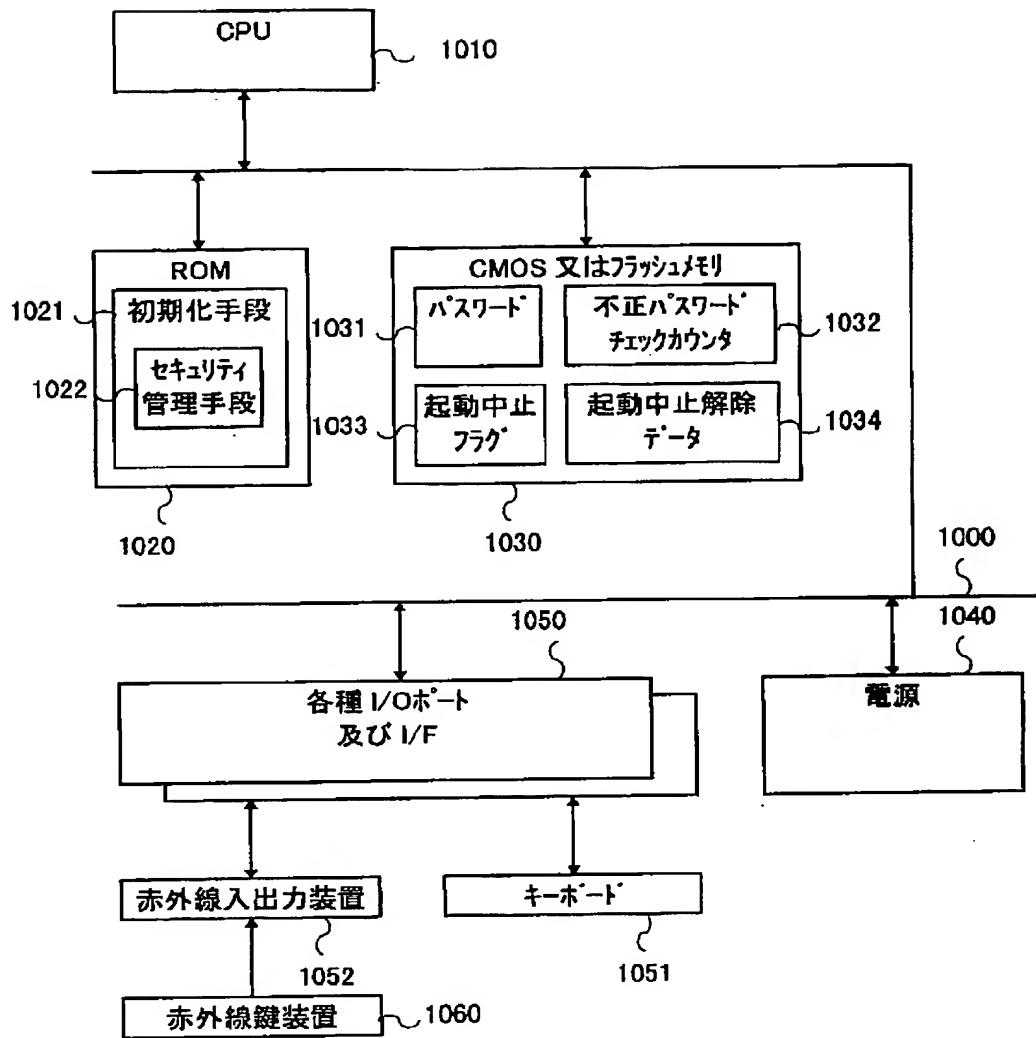 CPU
1010
ROM
1021
初期化手段
1022
セキュリティ
管理手段
1020
CMOS 又はフラッシュメモリ
1031
パスワード
不正パスワード
チェックカウンタ
1032
1033
起動中止
フラグ
起動中止解除
データ
1034
1030
1000
1050
1040
各種 I/Oポート
及び I/F
電源
赤外線入出力装置
1052
キーボード
1051
赤外線鍵装置
1060